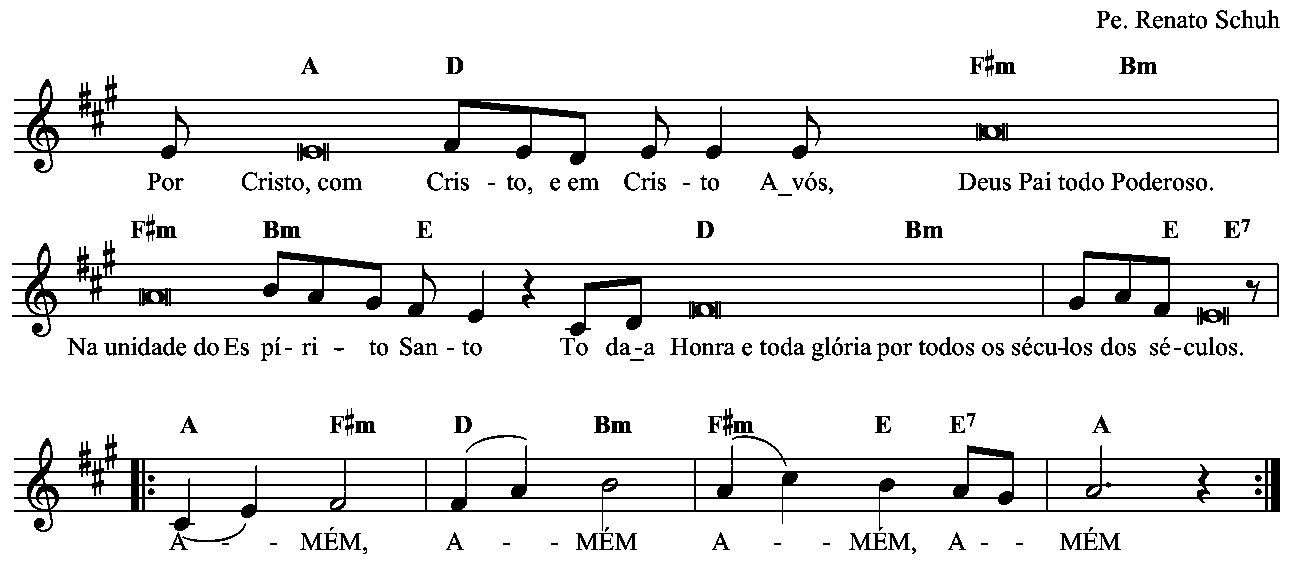 Pe. Renato Schuh
A D F#m Bm
Por Cristo, com Cris - to, e em Cris - to A_vós, Deus Pai todo Poderoso.
F#m Bm E D Bm E E7
Na unidade do Es pí - ri - to San - to To da_-a Honra e toda glória por todos os sécu-los dos sé-culos.
A F#m D Bm F#m E E7 A
A - - MÉM, A - - MÉM A - - MÉM, A - - MÉM